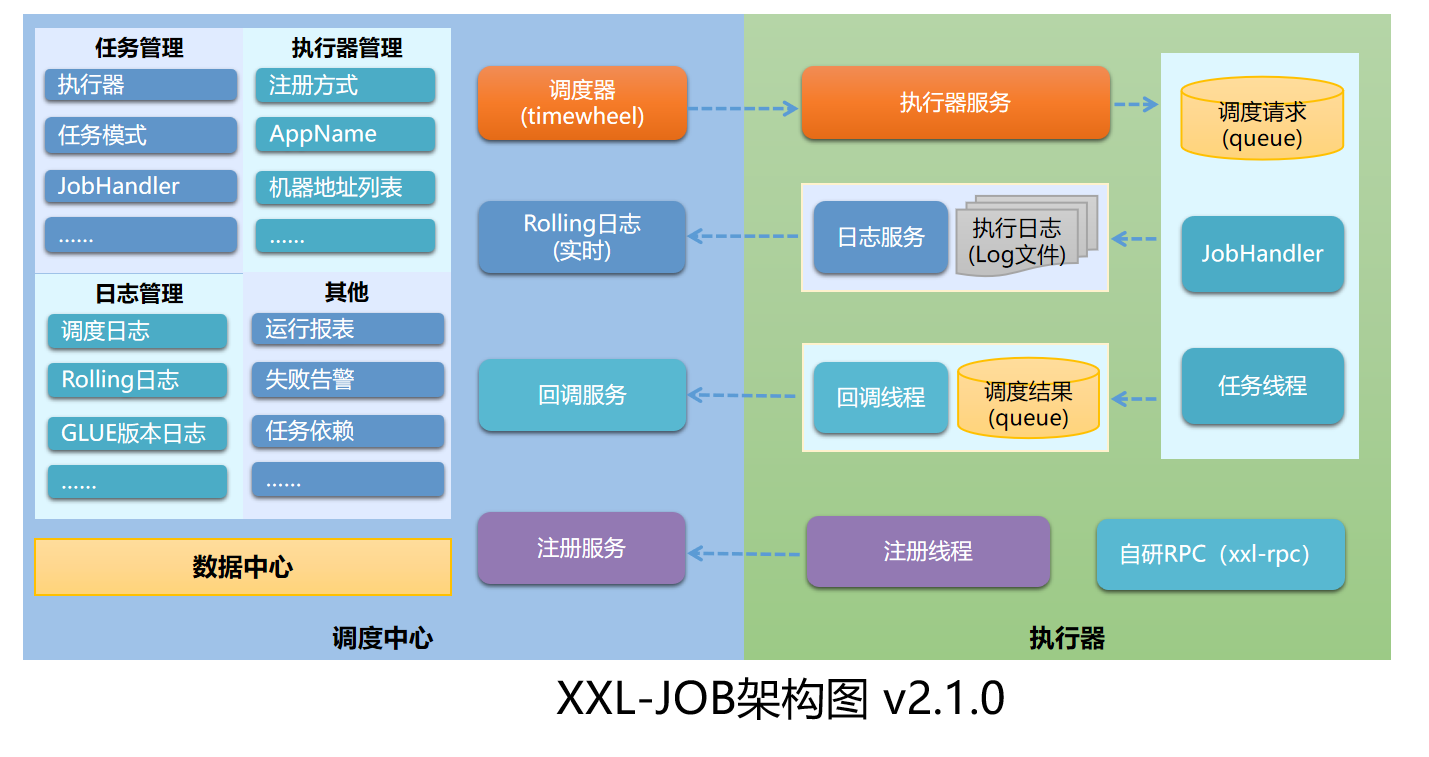 任务管理
执行器
任务模式
JobHandler
......
执行器管理
注册方式
AppName
机器地址列表
......
日志管理
调度日志
Rolling日志
GLUE版本日志
......
其他
运行报表
失败告警
任务依赖
......
数据中心
调度器
(timewheel)
Rolling日志
(实时)
回调服务
注册服务
调度中心
执行器服务
日志服务
执行日志
(Log文件)
回调线程
调度结果
(queue)
注册线程
调度请求
(queue)
JobHandler
任务线程
自研RPC（xxl-rpc）
执行器
XXL-JOB架构图 v2.1.0